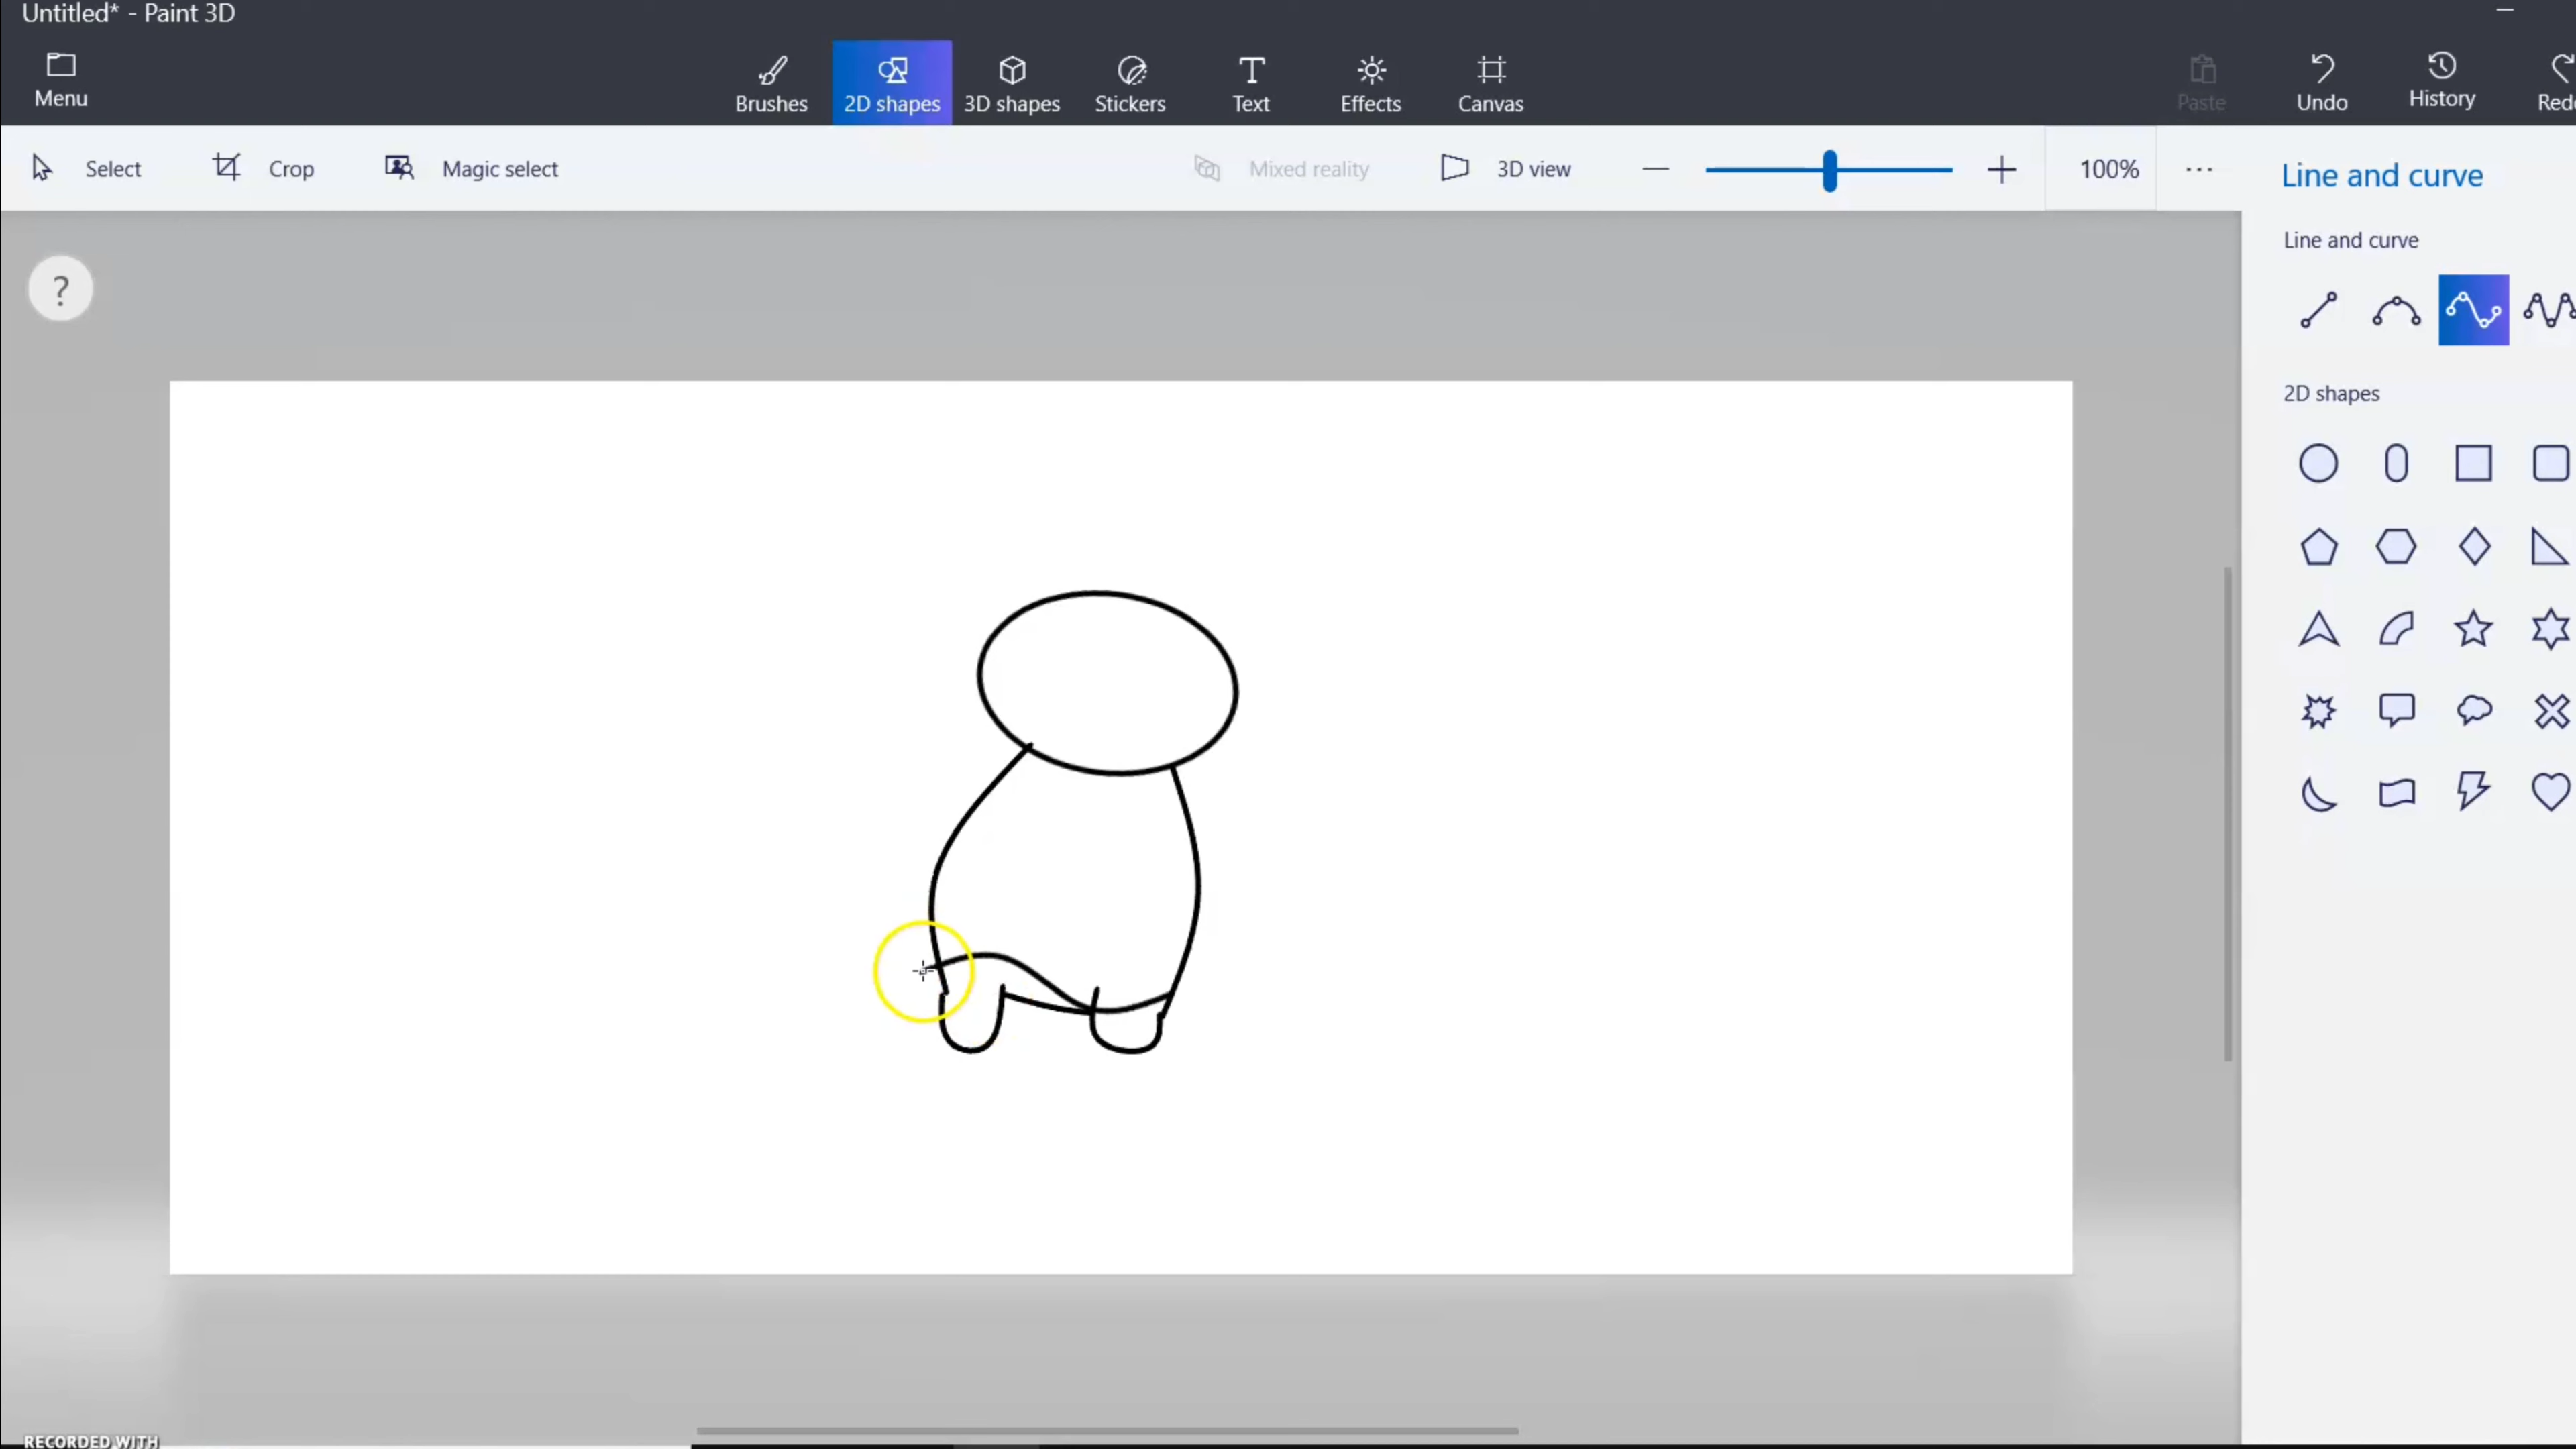 Untitled* - Paint 3D
Menu
Brushes
2D shapes
3D shapes
Stickers
Text
Effects
Canvas
Paste
Undo
History
Red
Select
Crop
Magic select
Mixed reality
3D view
100%
Line and curve
Line and curve
?
2D shapes
RECORDED WITH